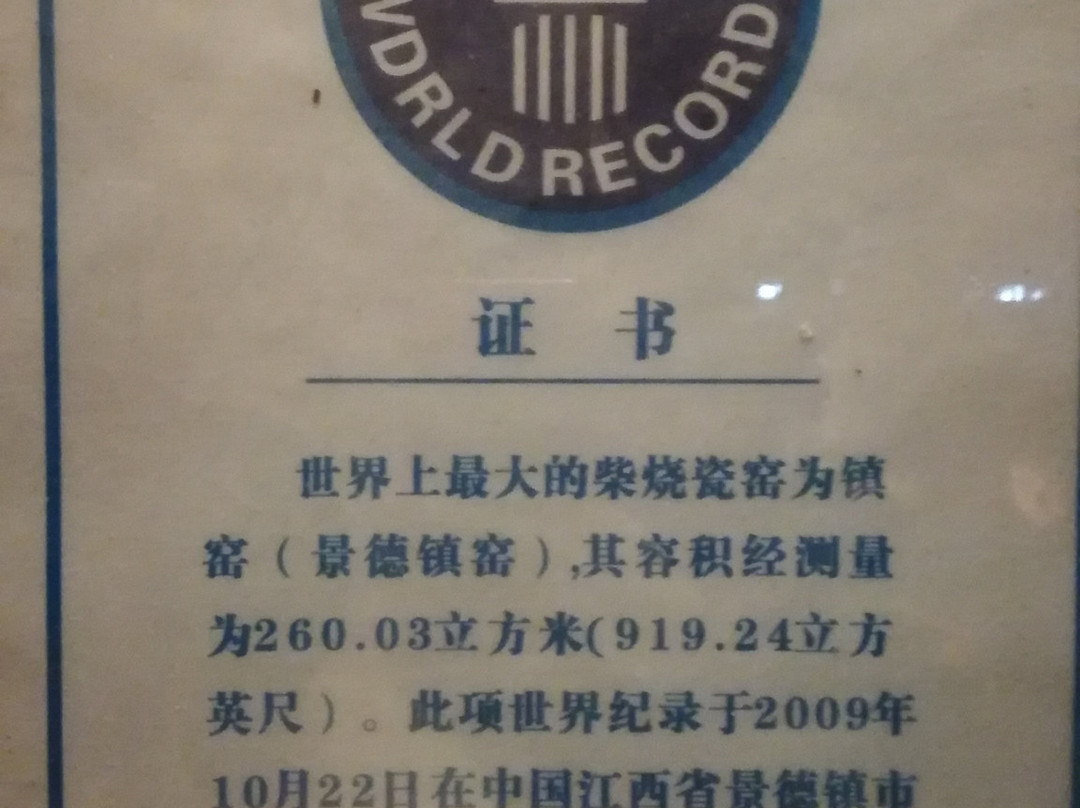 WORLD RECORD
证 书
世界上最大的柴烧瓷窑为镇
窑（景德镇窑）,其容积经测量
为260.03立方米(919.24立方
英尺）。此项世界纪录于2009年
10月22日在中国江西省景德镇市